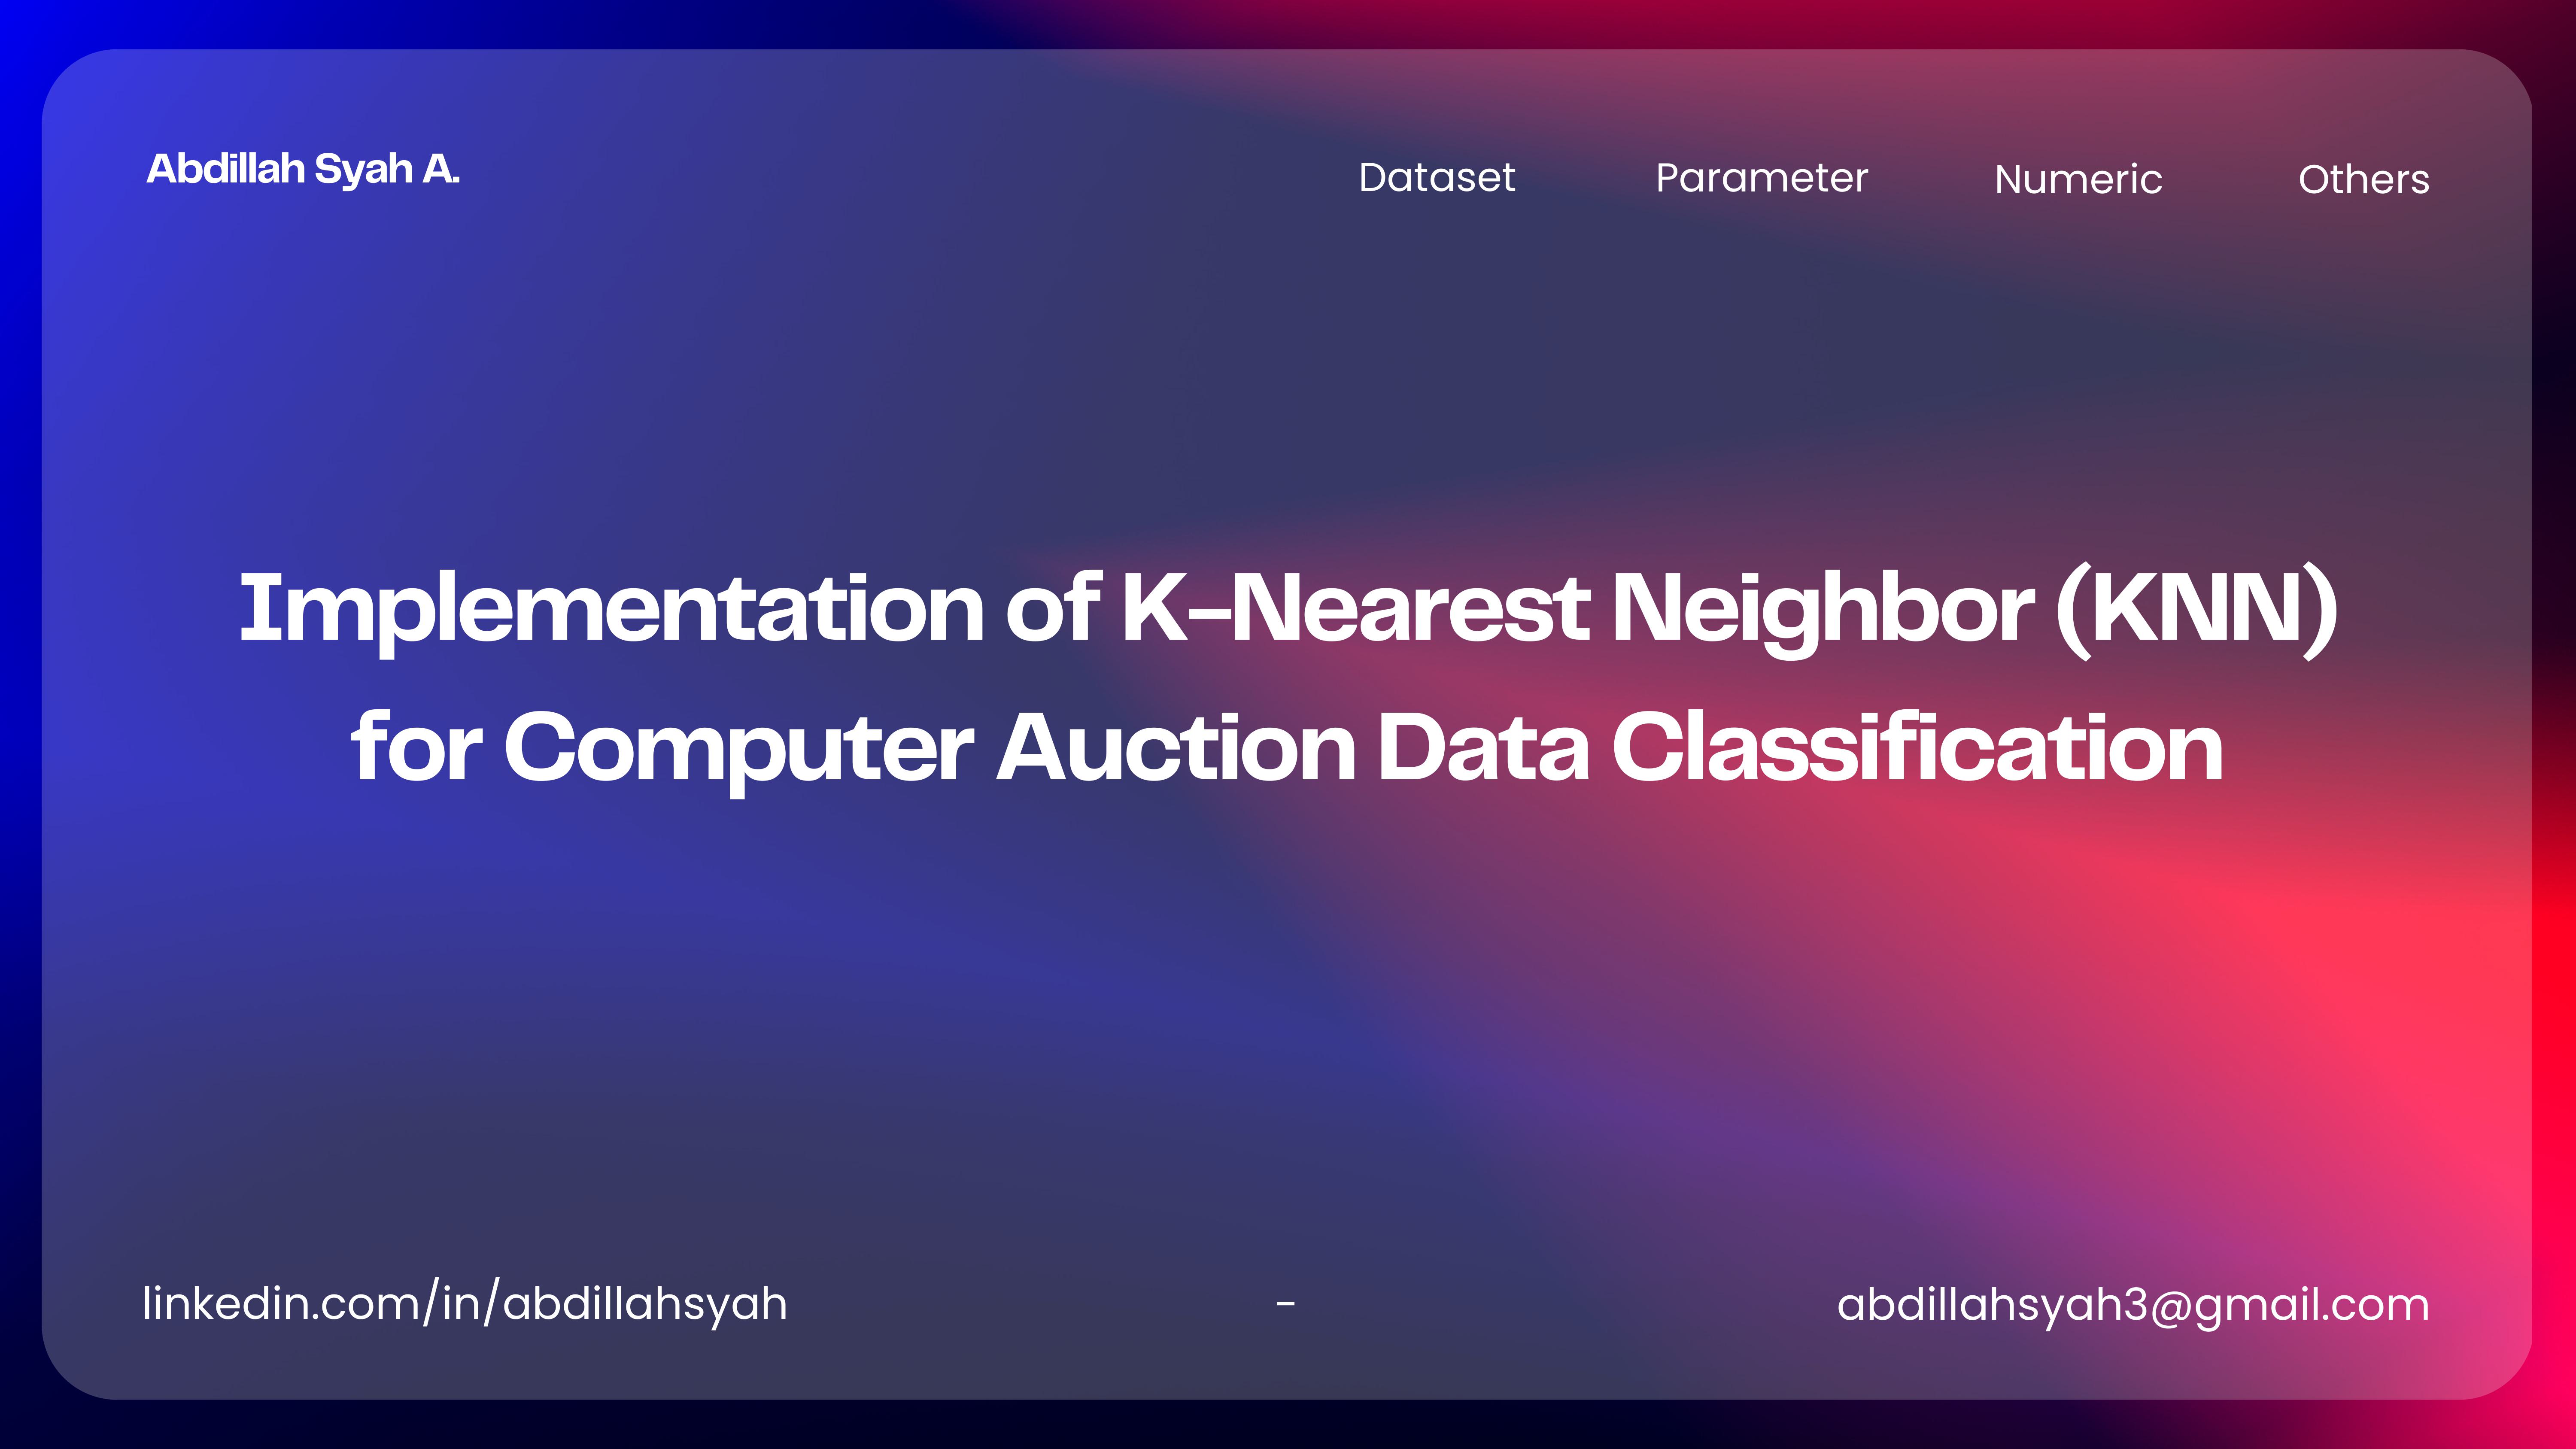 Abdillah Syah A.
Dataset Parameter Numeric Others
Implementation of K-Nearest Neighbor (KNN)
for Computer Auction Data Classification
linkedin.com/in/abdillahsyah - abdillahsyah3@gmail.com